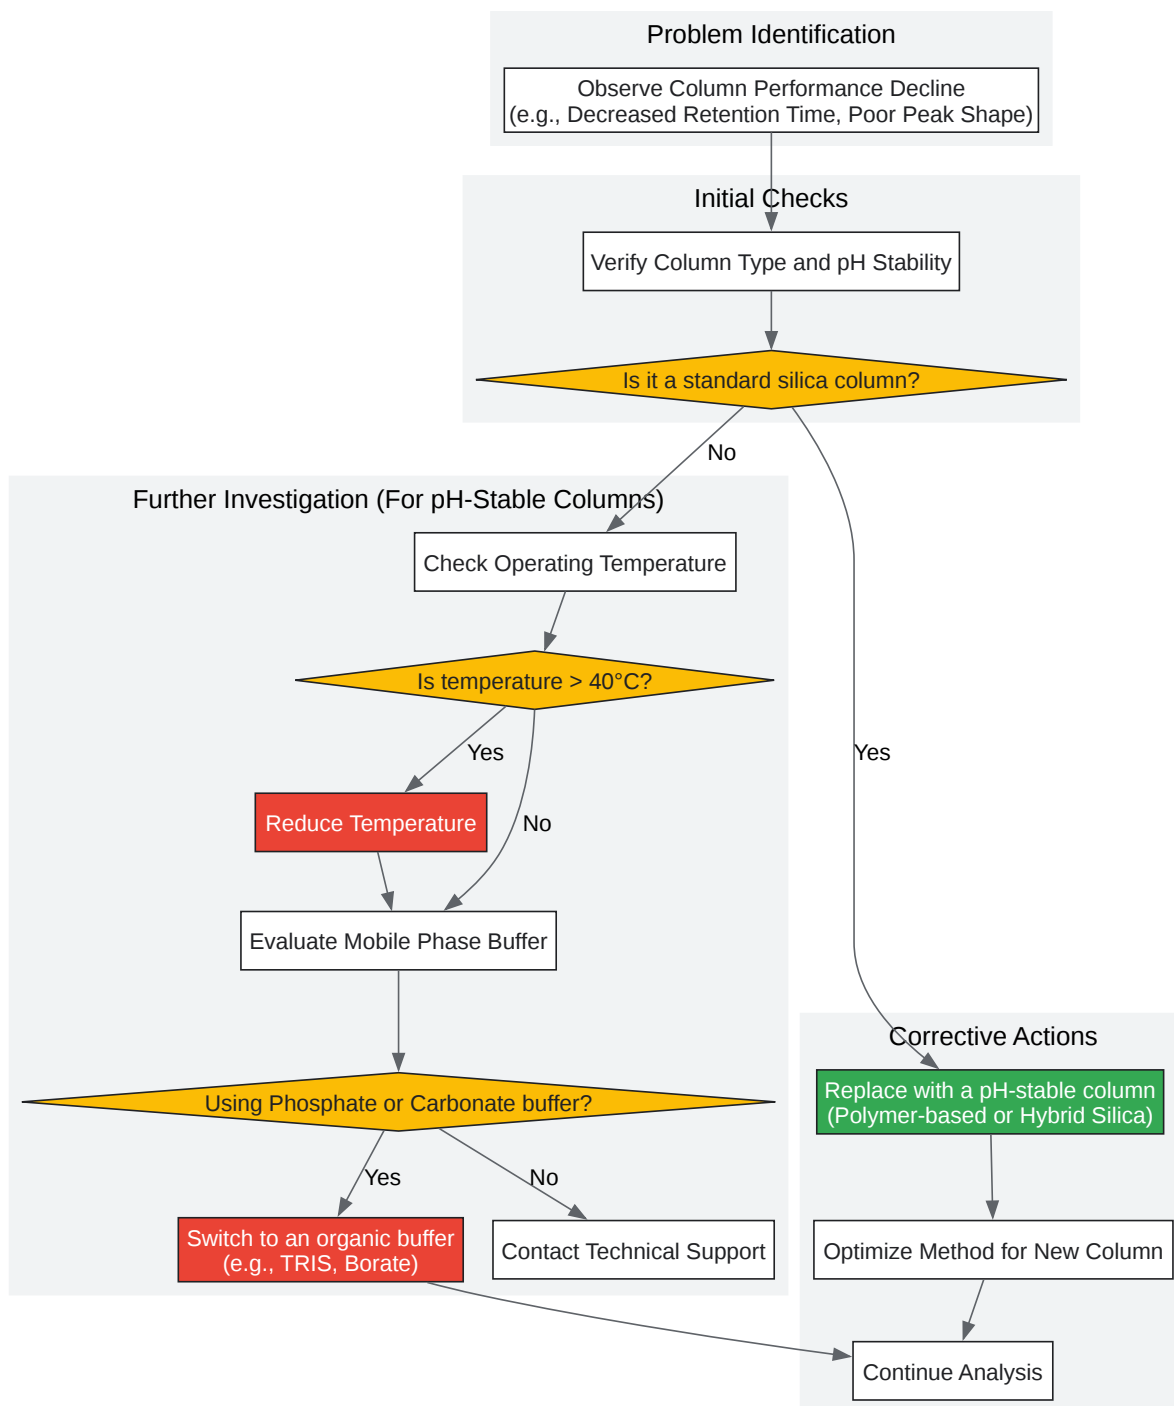 Problem Identification
Observe Column Performance Decline
(e.g., Decreased Retention Time, Poor Peak Shape)
Initial Checks
Verify Column Type and pH Stability
Is it a standard silica column?
No
Further Investigation (For pH-Stable Columns)
Check Operating Temperature
Is temperature > 40°C?
Yes
Yes
Reduce Temperature
No
Evaluate Mobile Phase Buffer
Corrective Actions
Replace with a pH-stable column
(Polymer-based or Hybrid Silica)
Using Phosphate or Carbonate buffer?
Yes
No
Switch to an organic buffer
(e.g., TRIS, Borate)
Contact Technical Support
Optimize Method for New Column
Continue Analysis